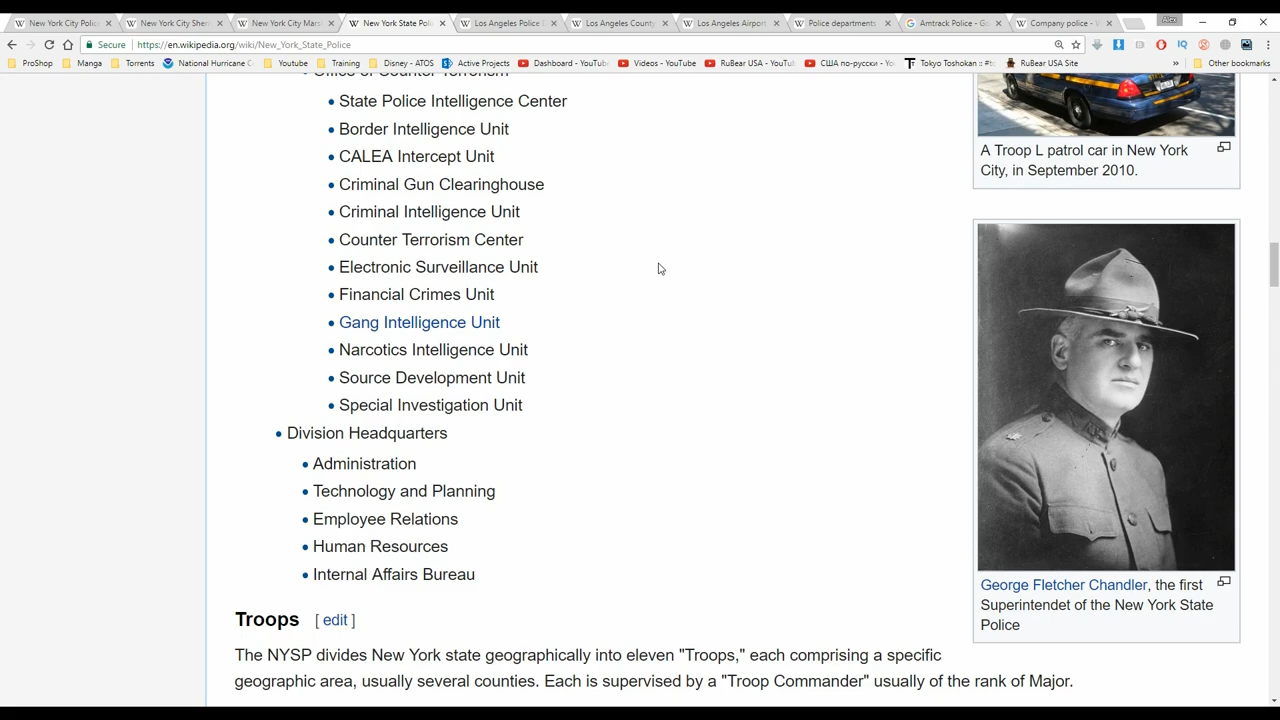 New York City Polic
New York City Sheri
New York City Mars
New York State Poli
Los Angeles Police
Los Angeles County
Los Angeles Airport
Police departments
Amtrack Police - Go
Company police - W
Alex
Secure
https://en.wikipedia.org/wiki/New_York_State_Police
ProShop
Manga
Torrents
National Hurricane C
Youtube
Training
Disney - ATOS
Active Projects
Dashboard - YouTub
Videos - YouTube
RuBear USA - YouTu
США по-русски - Yo
Tokyo Toshokan :: #t
RuBear USA Site
Other bookmarks
Office of Counter Terrorism
State Police Intelligence Center
Border Intelligence Unit
CALEA Intercept Unit
Criminal Gun Clearinghouse
Criminal Intelligence Unit
Counter Terrorism Center
Electronic Surveillance Unit
Financial Crimes Unit
Gang Intelligence Unit
Narcotics Intelligence Unit
Source Development Unit
Special Investigation Unit
Division Headquarters
Administration
Technology and Planning
Employee Relations
Human Resources
Internal Affairs Bureau
Troops [ edit ]
The NYSP divides New York state geographically into eleven "Troops," each comprising a specific
geographic area, usually several counties. Each is supervised by a "Troop Commander" usually of the rank of Major.
A Troop L patrol car in New York
City, in September 2010.
George Fletcher Chandler, the first
Superintendet of the New York State
Police